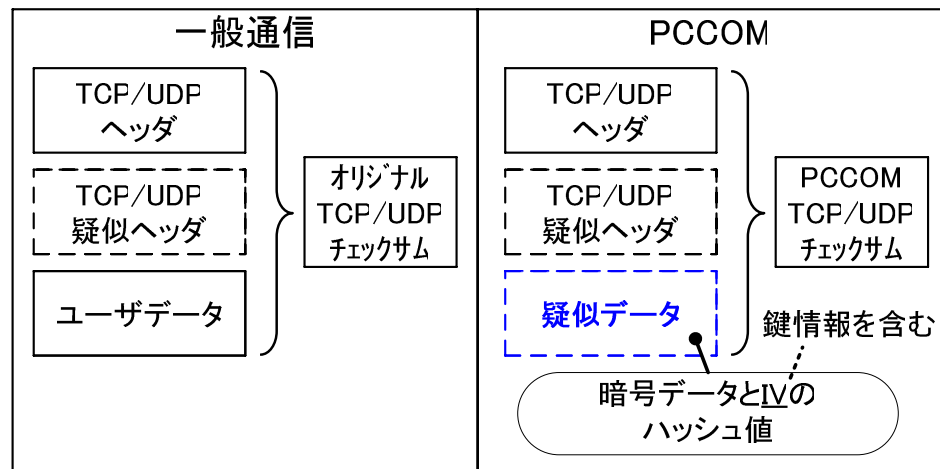 一般通信
TCP/UDP
ヘッダ
TCP/UDP
疑似ヘッダ
ユーザデータ
オリジナル
TCP/UDP
チェックサム
PCCOM
TCP/UDP
ヘッダ
TCP/UDP
疑似ヘッダ
疑似データ
PCCOM
TCP/UDP
チェックサム
鍵情報を含む
暗号データとIVの
ハッシュ値